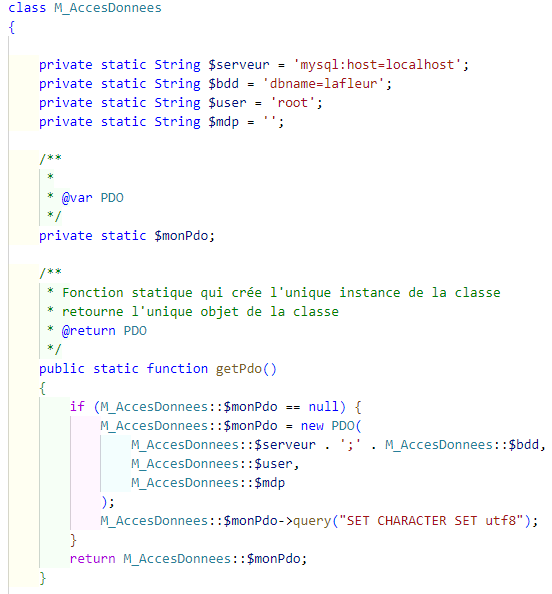 class M_AccesDonnees
{
private static String $serveur = 'mysql:host=localhost';
private static String $bdd = 'dbname=lafleur';
private static String $user = 'root';
private static String $mdp = '';
/**
*
* @var PDO
*/
private static $monPdo;
/**
* Fonction statique qui crée l'unique instance de la classe
* retourne l'unique objet de la classe
* @return PDO
*/
public static function getPdo()
{
if (M_AccesDonnees::$monPdo == null) {
M_AccesDonnees::$monPdo = new PDO(
M_AccesDonnees::$serveur . ';' . M_AccesDonnees::$bdd,
M_AccesDonnees::$user,
M_AccesDonnees::$mdp
);
M_AccesDonnees::$monPdo->query("SET CHARACTER SET utf8");
}
return M_AccesDonnees::$monPdo;
}